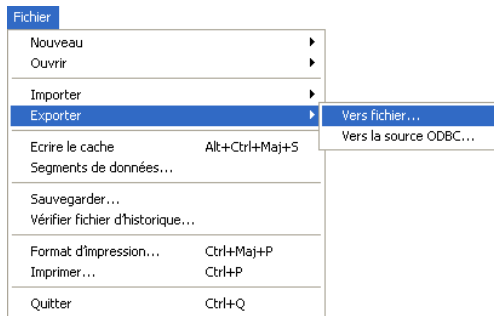 Fichier
Nouveau
Ouvrir
Importer
Exporter
Vers fichier...
Vers la source ODBC...
Ecrire le cache Alt+Ctrl+Maj+S
Segments de données...
Sauvegarder...
Vérifier fichier d'historique...
Format d'impression... Ctrl+Maj+P
Imprimer... Ctrl+P
Quitter Ctrl+Q